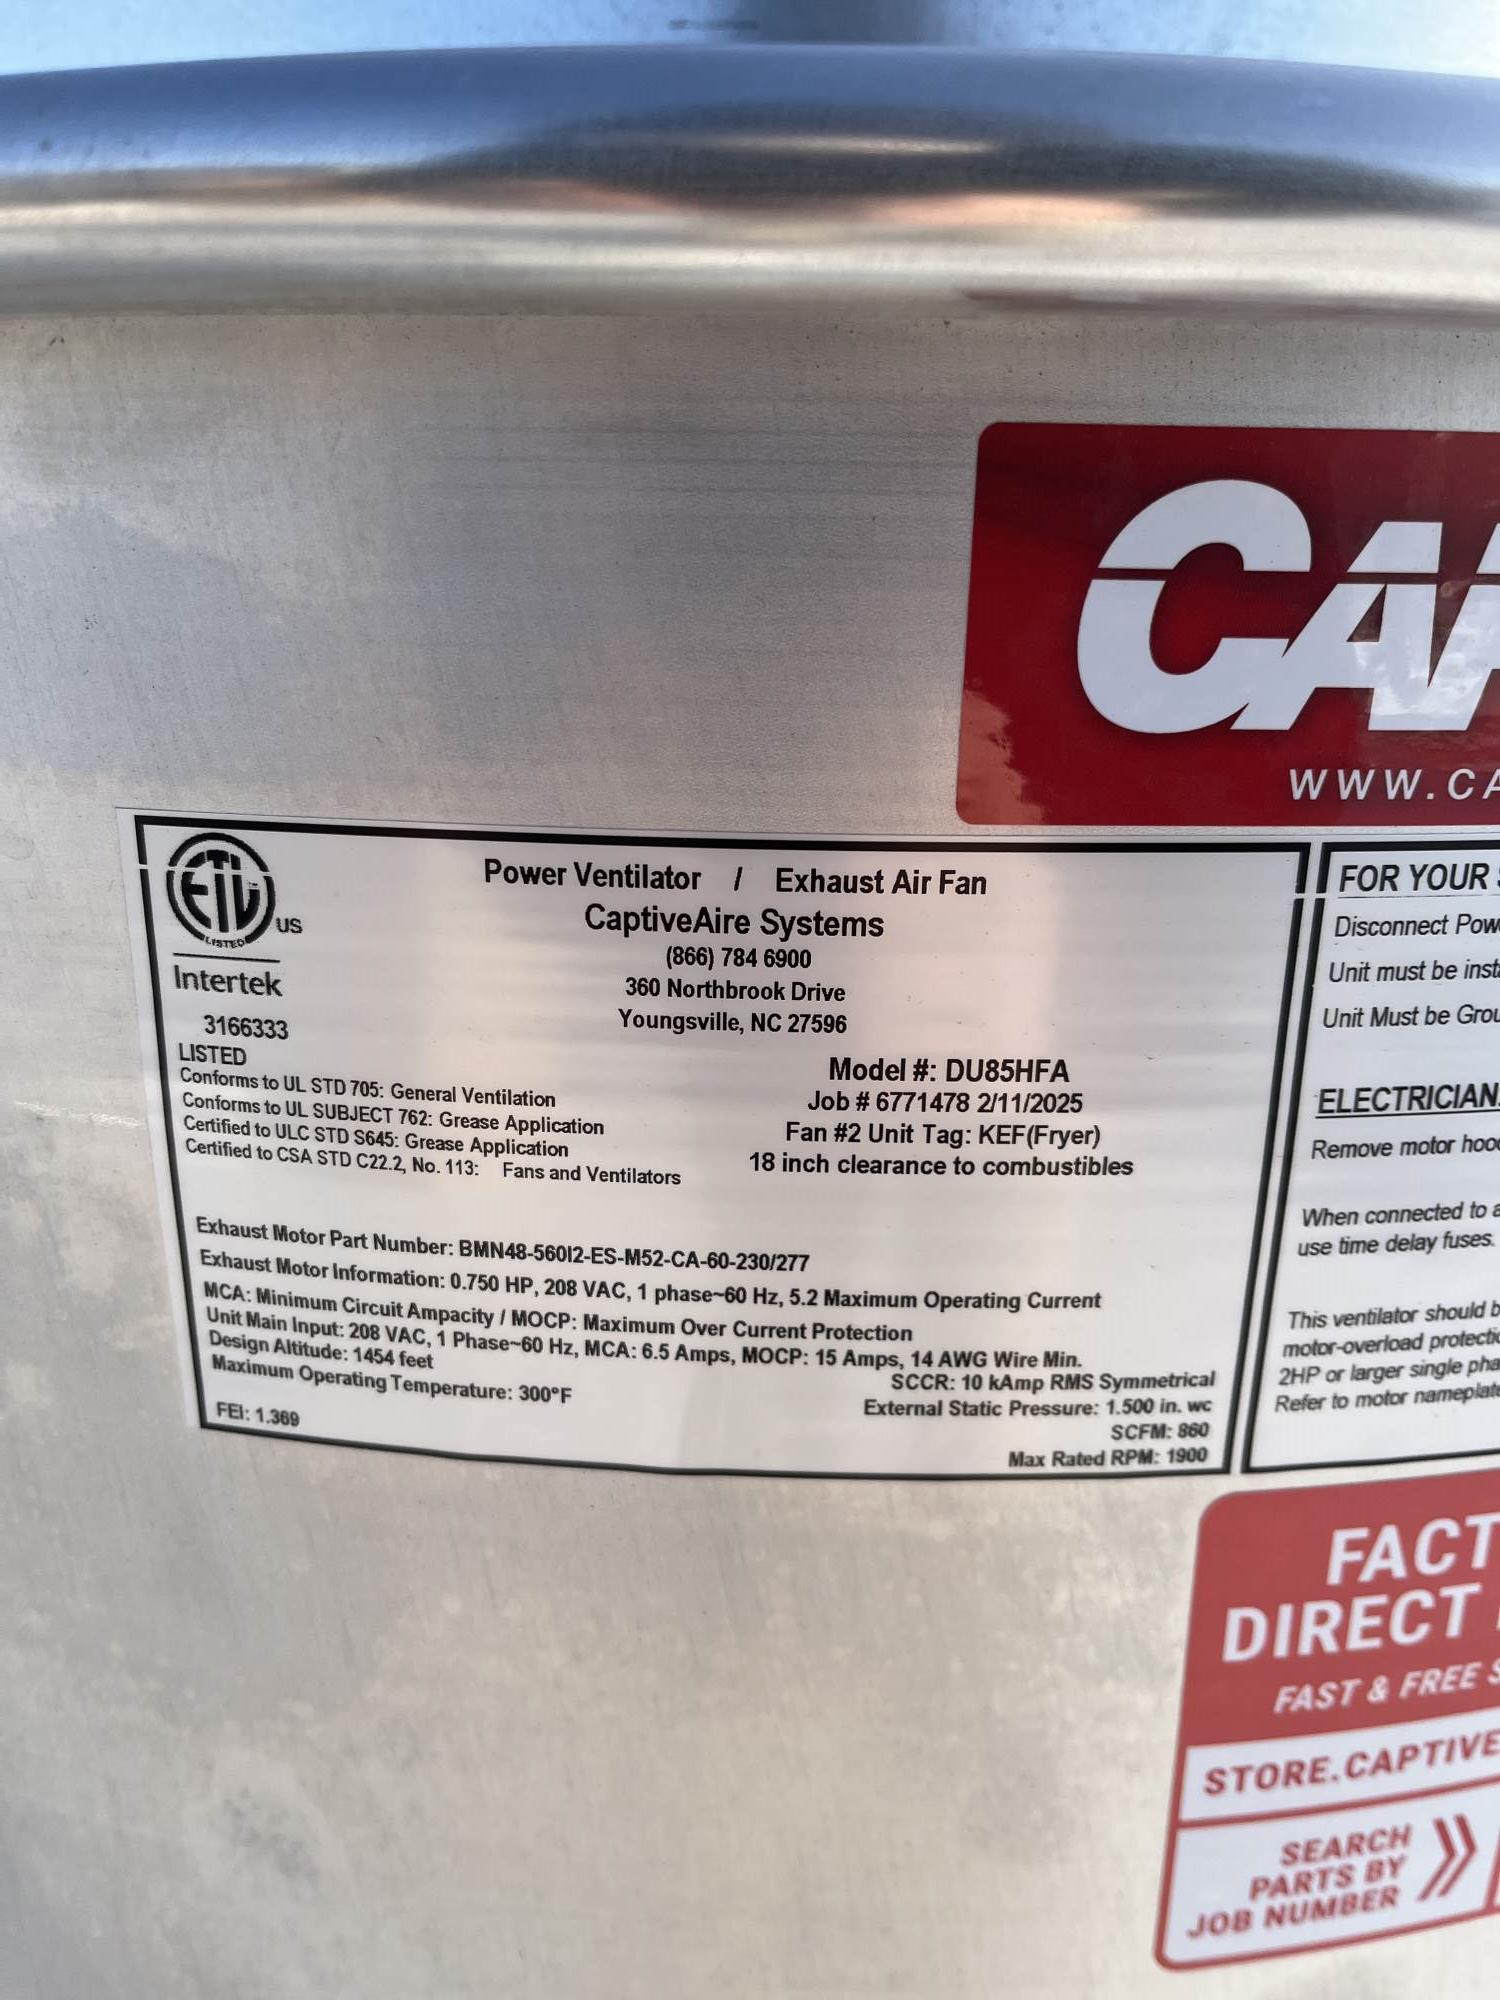 CA
WWW.CA
ETL
LISTED
US
Intertek
3166333
LISTED
Conforms to UL STD 705: General Ventilation
Conforms to UL SUBJECT 762: Grease Application
Certified to ULC STD S645: Grease Application
Certified to CSA STD C22.2, No. 113: Fans and Ventilators
Power Ventilator / Exhaust Air Fan
CaptiveAire Systems
(866) 784 6900
360 Northbrook Drive
Youngsville, NC 27596
Model #: DU85HFA
Job # 6771478 2/11/2025
Fan #2 Unit Tag: KEF(Fryer)
18 inch clearance to combustibles
Exhaust Motor Part Number: BMN48-560I2-ES-M52-CA-60-230/277
Exhaust Motor Information: 0.750 HP, 208 VAC, 1 phase~60 Hz, 5.2 Maximum Operating Current
MCA: Minimum Circuit Ampacity / MOCP: Maximum Over Current Protection
Unit Main Input: 208 VAC, 1 Phase~60 Hz, MCA: 6.5 Amps, MOCP: 15 Amps, 14 AWG Wire Min.
Design Altitude: 1454 feet
Maximum Operating Temperature: 300°F
FEI: 1.369
SCCR: 10 kAmp RMS Symmetrical
External Static Pressure: 1.500 in. wc
SCFM: 860
Max Rated RPM: 1900
FOR YOUR
Disconnect Pow
Unit must be inst
Unit Must be Grou
ELECTRICIAN
Remove motor hoo
When connected to a
use time delay fuses.
This ventilator should b
motor-overload protectio
2HP or larger single pha
Refer to motor nameplate
FACT
DIRECT
FAST & FREE S
STORE.CAPTIVE
SEARCH
PARTS BY
JOB NUMBER